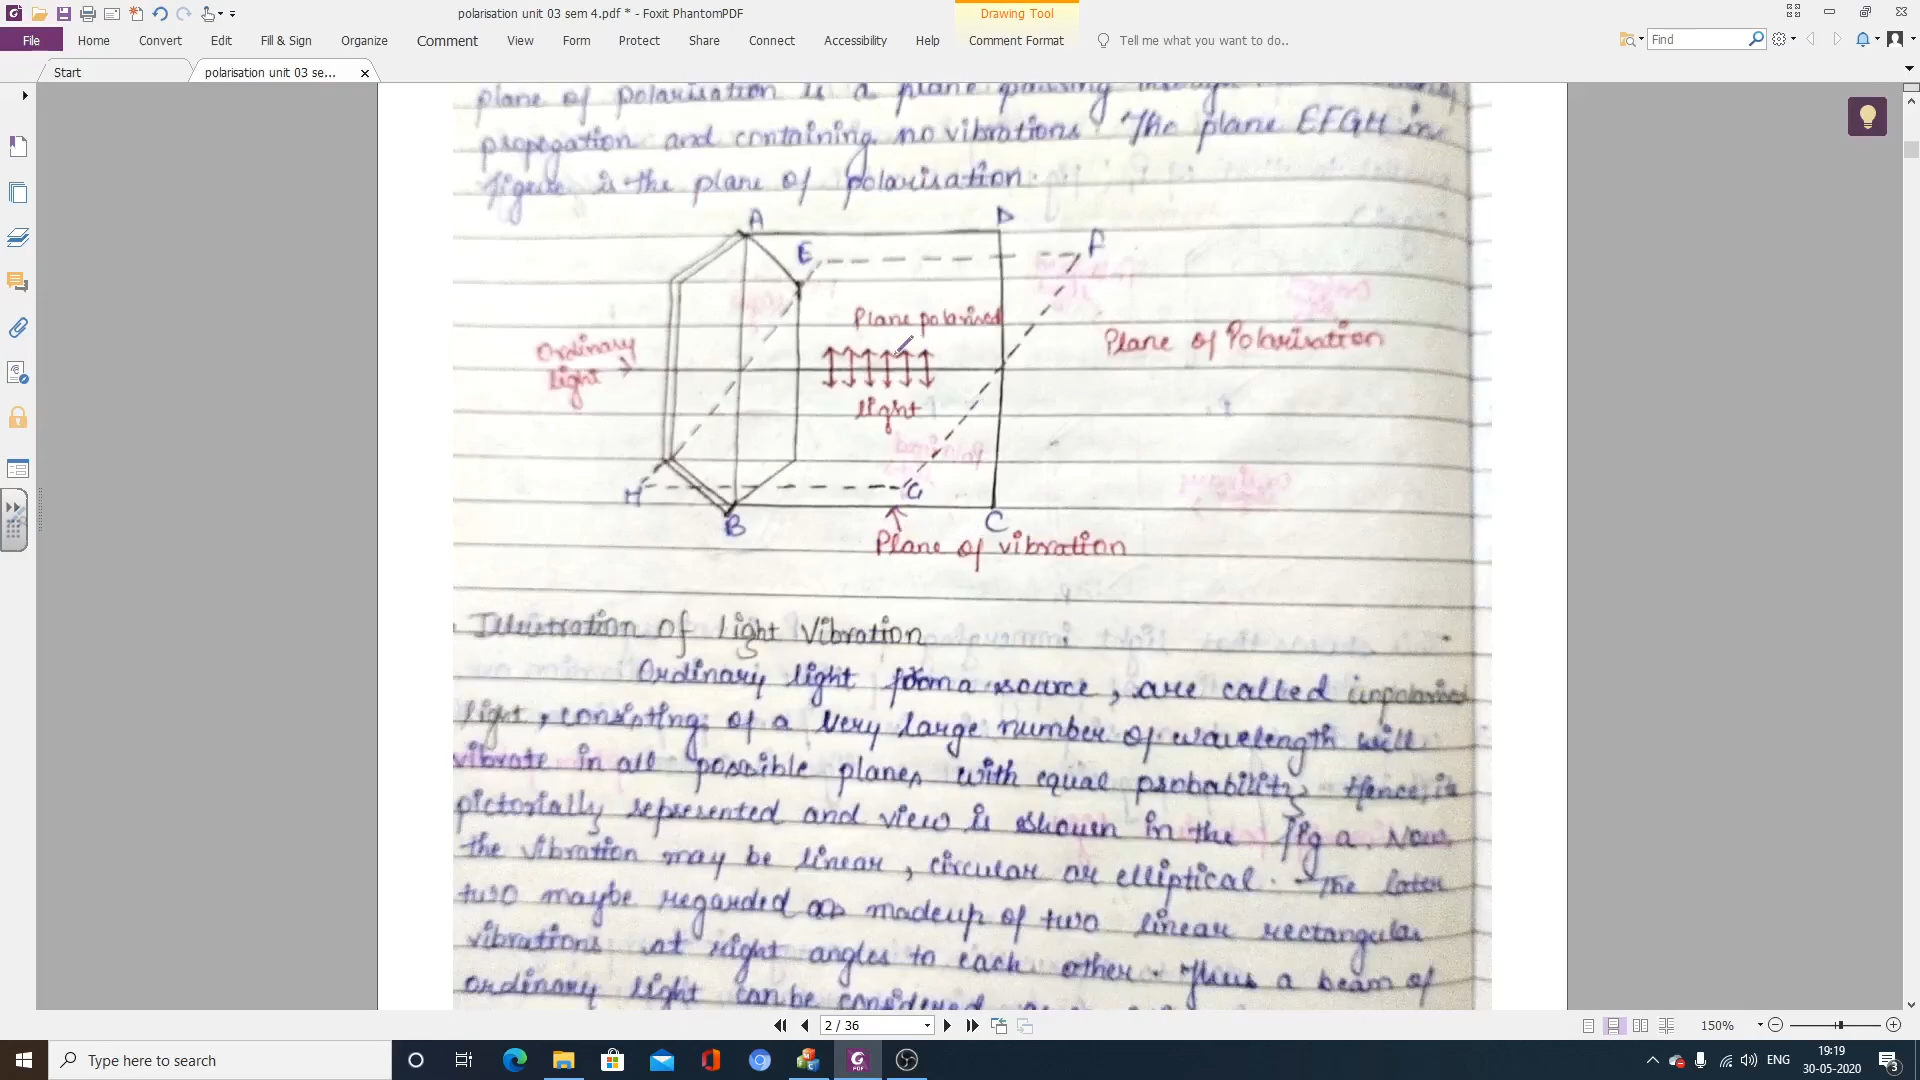 polarisation unit 03 sem 4.pdf * - Foxit PhantomPDF
Drawing Tool
File Home Convert Edit Fill & Sign Organize Comment View Form Protect Share Connect Accessibility Help Comment Format Tell me what you want to do.. Find
Start polarisation unit 03 se...
plane of polarisation is a plane passing
propogation and containing no vibrations. The plane EFGH in
figure is the plane of polarisation.
A D
E F
Plane polarised
Ordinary
light
Plane of Polarisation
light
H G
B C
Plane of vibration
Illustration of Light Vibration
Ordinary light from a source, are called unpolarised
light, consisting of a very large number of wavelength will
vibrate in all possible planes with equal probability. Hence, it
pictorially represented and view is shown in the fig a. Now
the vibration may be linear, circular or elliptical. The later
two maybe regarded as madeup of two linear rectangular
vibrations at right angles to each other. Thus a beam of
ordinary light can be considered
2 / 36
150%
Type here to search
ENG
19:19
30-05-2020
3